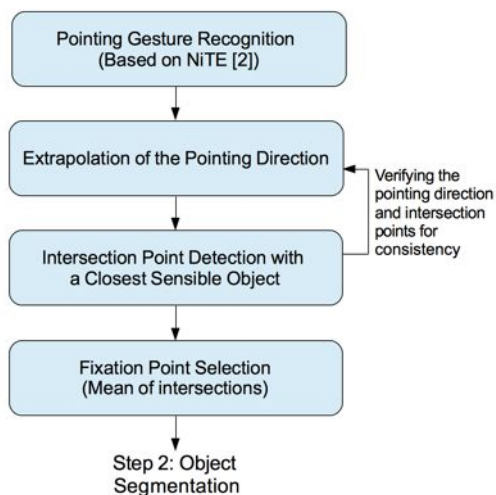 Pointing Gesture Recognition
(Based on NiTE [2])
Extrapolation of the Pointing Direction
Verifying the
pointing direction
and intersection
points for
consistency
Intersection Point Detection with
a Closest Sensible Object
Fixation Point Selection
(Mean of intersections)
Step 2: Object
Segmentation